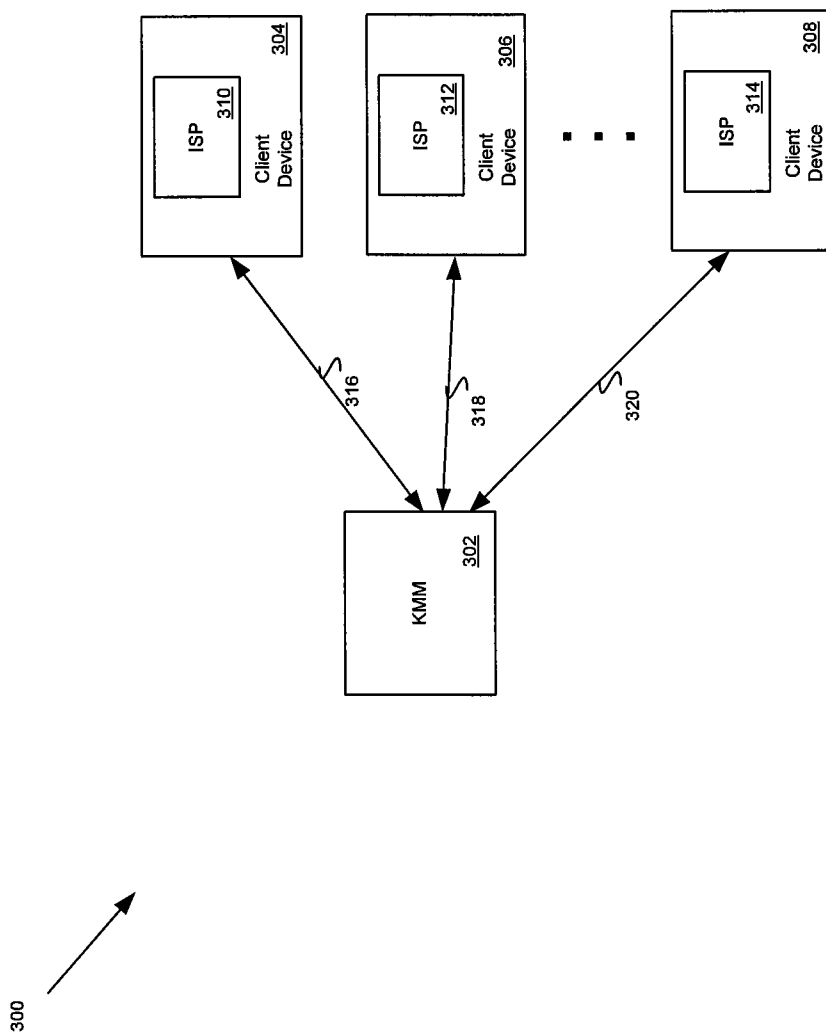 300
KMM
302
316
318
320
ISP
310
Client
Device
304
ISP
312
Client
Device
306
ISP
314
Client
Device
308